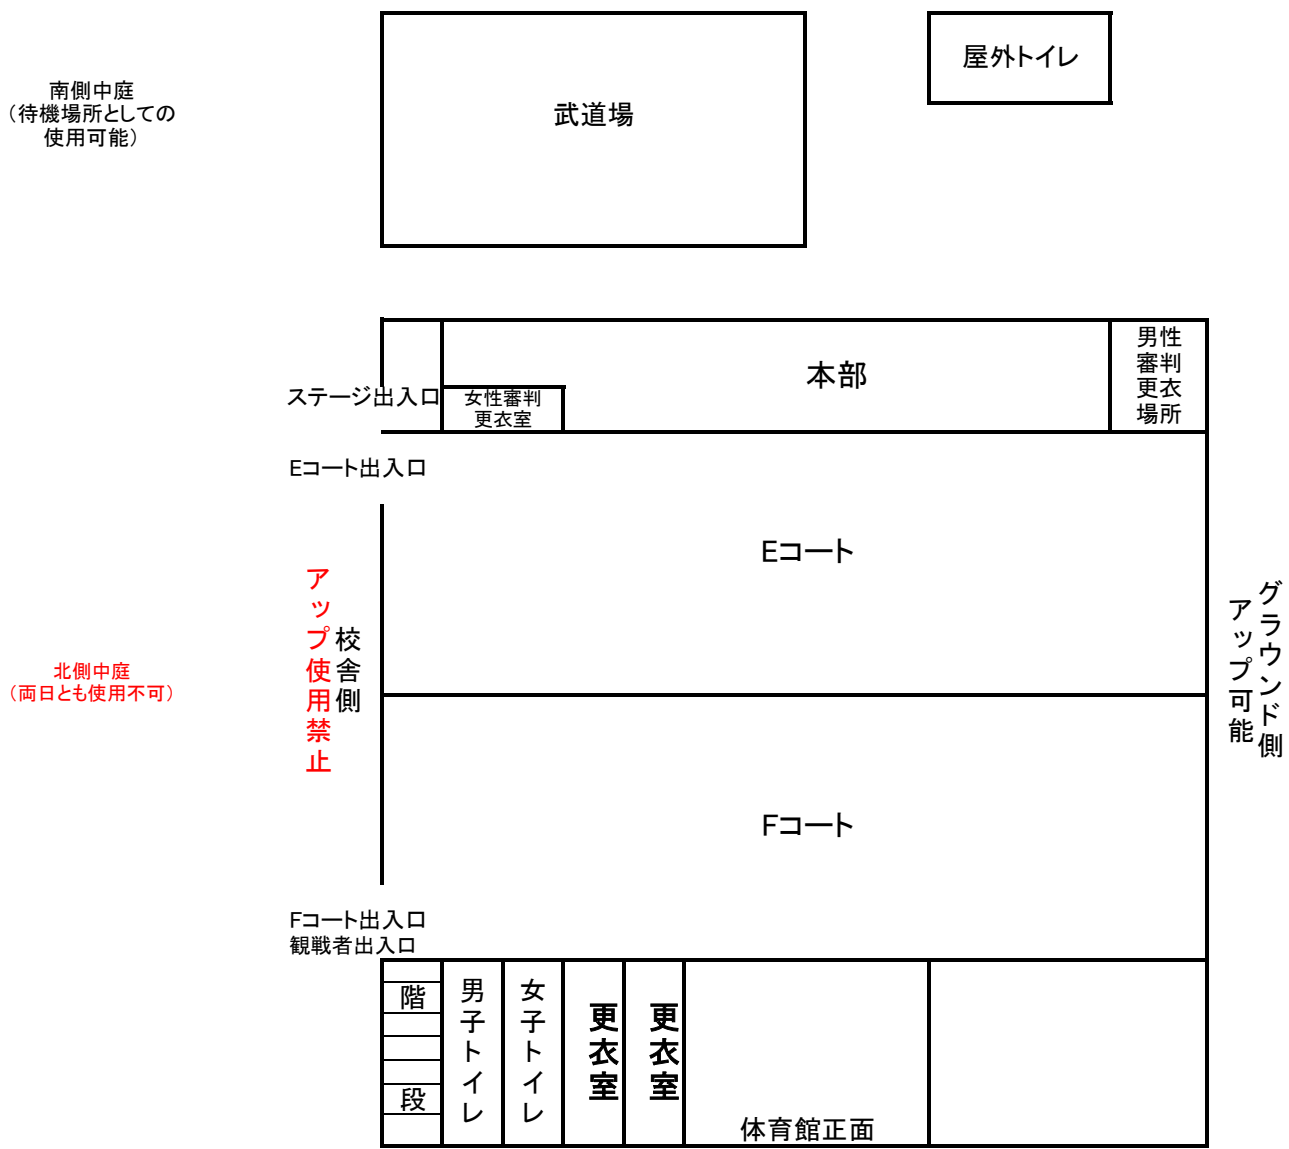 屋外トイレ
南側中庭
（待機場所としての
使用可能）
武道場
本部
男性
審判
更衣
場所
ステージ出入口
女性審判
更衣室
Eコート出入口
Eコート
アップ使用禁止
校舎側
グラウンド側
アップ可能
北側中庭
（両日とも使用不可）
Fコート
Fコート出入口
観戦者出入口
階段
男子トイレ
女子トイレ
更衣室
更衣室
体育館正面